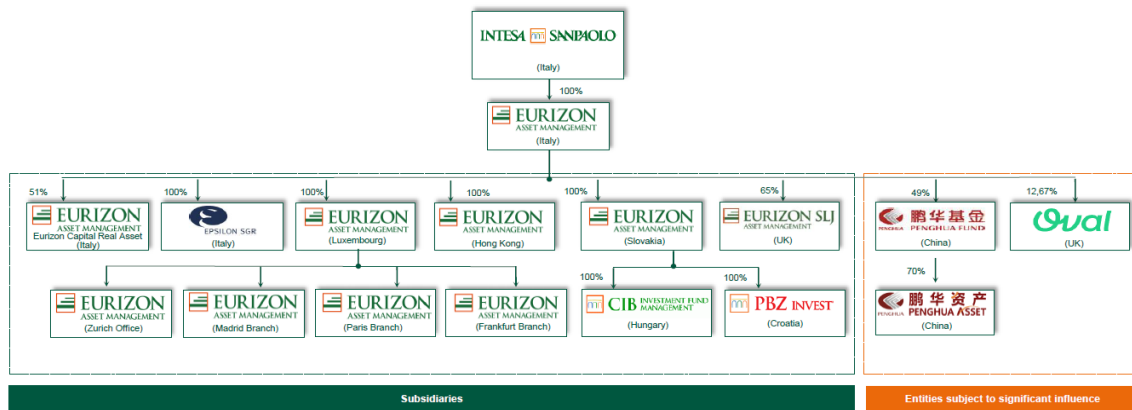 INTESA SANPAOLO
(Italy)
100%
EURIZON
ASSET MANAGEMENT
(Italy)
51%
EURIZON
ASSET MANAGEMENT
Eurizon Capital Real Asset
(Italy)
100%
EPSILON SGR
(Italy)
100%
EURIZON
ASSET MANAGEMENT
(Luxembourg)
100%
EURIZON
ASSET MANAGEMENT
(Hong Kong)
100%
EURIZON
ASSET MANAGEMENT
(Slovakia)
65%
EURIZON SLJ
ASSET MANAGEMENT
(UK)
49%
鹏华基金
PENGHUA
PENGHUA FUND
(China)
12,67%
Oval
(UK)
EURIZON
ASSET MANAGEMENT
(Zurich Office)
EURIZON
ASSET MANAGEMENT
(Madrid Branch)
EURIZON
ASSET MANAGEMENT
(Paris Branch)
EURIZON
ASSET MANAGEMENT
(Frankfurt Branch)
100%
CIB INVESTMENT FUND
MANAGEMENT
(Hungary)
100%
PBZ INVEST
(Croatia)
70%
鹏华资产
PENGHUA
PENGHUA ASSET
(China)
Subsidiaries
Entities subject to significant influence